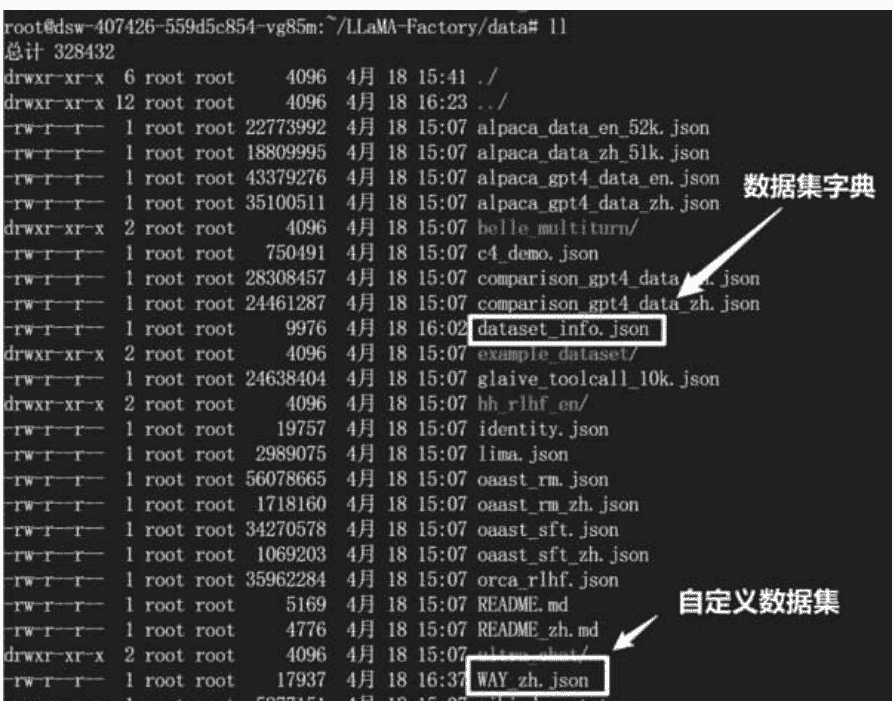 root@dsw-407426-559d5c854-vg85m:~/LLaMA-Factory/data# ll
总计 328432
drwxr-xr-x 6 root root 4096 4月 18 15:41 ./
drwxr-xr-x 12 root root 4096 4月 18 16:23 ../
-rw-r--r-- 1 root root 22773992 4月 18 15:07 alpaca_data_en_52k.json
-rw-r--r-- 1 root root 18809995 4月 18 15:07 alpaca_data_zh_51k.json
-rw-r--r-- 1 root root 43379276 4月 18 15:07 alpaca_gpt4_data_en.json
-rw-r--r-- 1 root root 35100511 4月 18 15:07 alpaca_gpt4_data_zh.json
数据集字典
drwxr-xr-x 2 root root 4096 4月 18 15:07 belle_multiturn/
-rw-r--r-- 1 root root 750491 4月 18 15:07 c4_demo.json
-rw-r--r-- 1 root root 28308457 4月 18 15:07 comparison_gpt4_data .json
-rw-r--r-- 1 root root 24461287 4月 18 15:07 comparison_gpt4_data_zh.json
-rw-r--r-- 1 root root 9976 4月 18 16:02 dataset_info.json
drwxr-xr-x 2 root root 4096 4月 18 15:07 example_dataset/
-rw-r--r-- 1 root root 24638404 4月 18 15:07 glaive_toolcall_10k.json
drwxr-xr-x 2 root root 4096 4月 18 15:07 hh_rlhf_en/
-rw-r--r-- 1 root root 19757 4月 18 15:07 identity.json
-rw-r--r-- 1 root root 2989075 4月 18 15:07 lima.json
-rw-r--r-- 1 root root 56078665 4月 18 15:07 oaast_rm.json
-rw-r--r-- 1 root root 1718160 4月 18 15:07 oaast_rm_zh.json
-rw-r--r-- 1 root root 34270578 4月 18 15:07 oaast_sft.json
-rw-r--r-- 1 root root 1069203 4月 18 15:07 oaast_sft_zh.json
-rw-r--r-- 1 root root 35962284 4月 18 15:07 orca_rlhf.json
-rw-r--r-- 1 root root 5169 4月 18 15:07 README.md
自定义数据集
-rw-r--r-- 1 root root 4776 4月 18 15:07 README_zh.md
drwxr-xr-x 2 root root 4096 4月 18 15:07 ultra_chat/
-rw-r--r-- 1 root root 17937 4月 18 16:37 WAY_zh.json